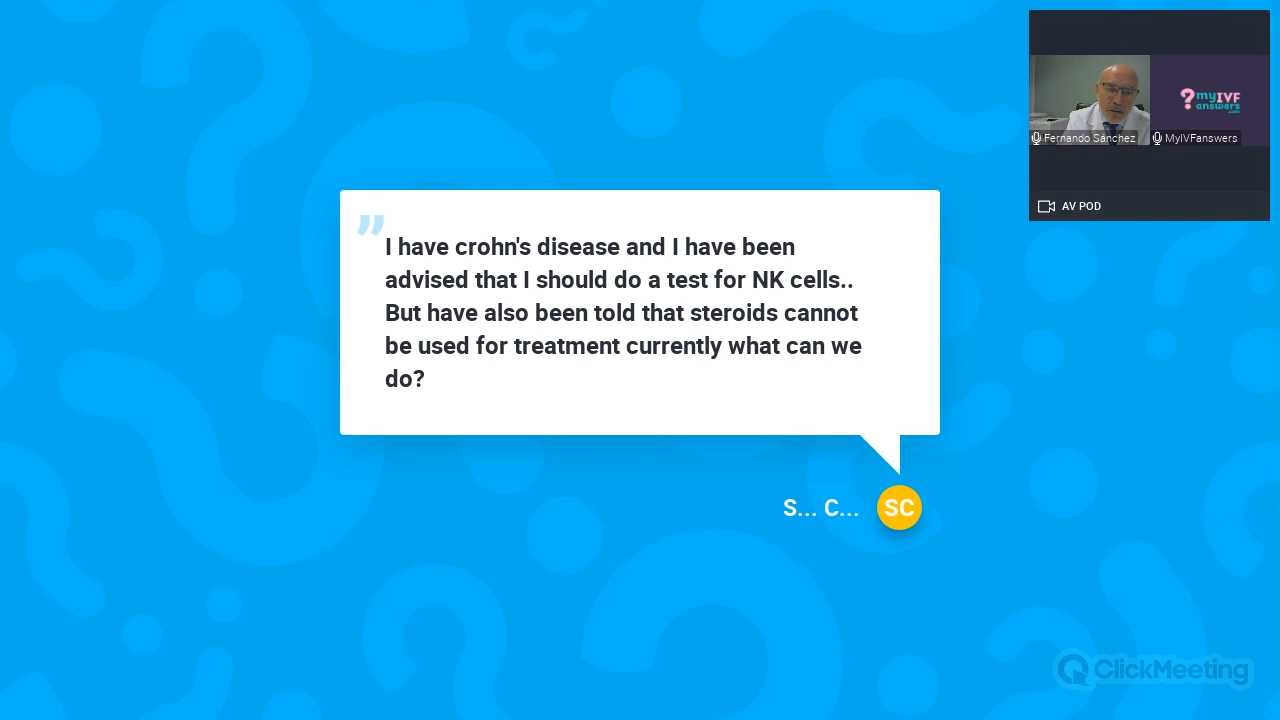 I have crohn's disease and I have been
advised that I should do a test for NK cells..
But have also been told that steroids cannot
be used for treatment currently what can we
do?
S... C...
SC
?myIVF
answers
.com
Fernando Sánchez
MyIVFanswers
AV POD
ClickMeeting